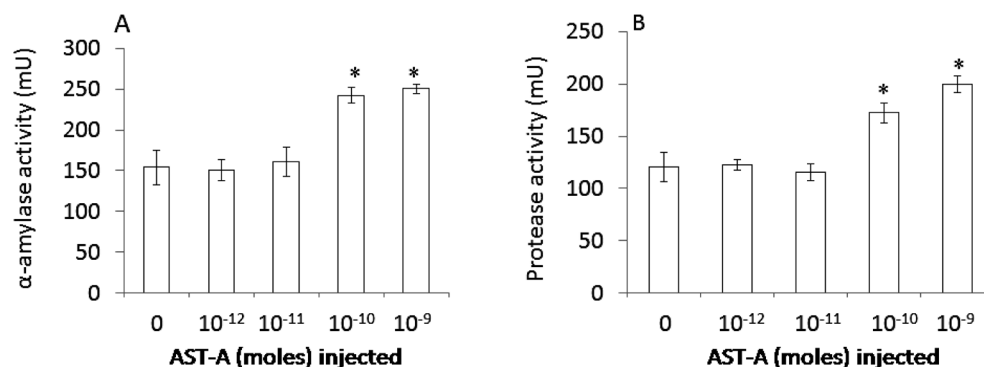 A
α-amylase activity (mU)
300
250
200
150
100
50
0
* *
0 10⁻¹² 10⁻¹¹ 10⁻¹⁰ 10⁻⁹
AST-A (moles) injected
B
Protease activity (mU)
250
200
150
100
50
0
* *
0 10⁻¹² 10⁻¹¹ 10⁻¹⁰ 10⁻⁹
AST-A (moles) injected